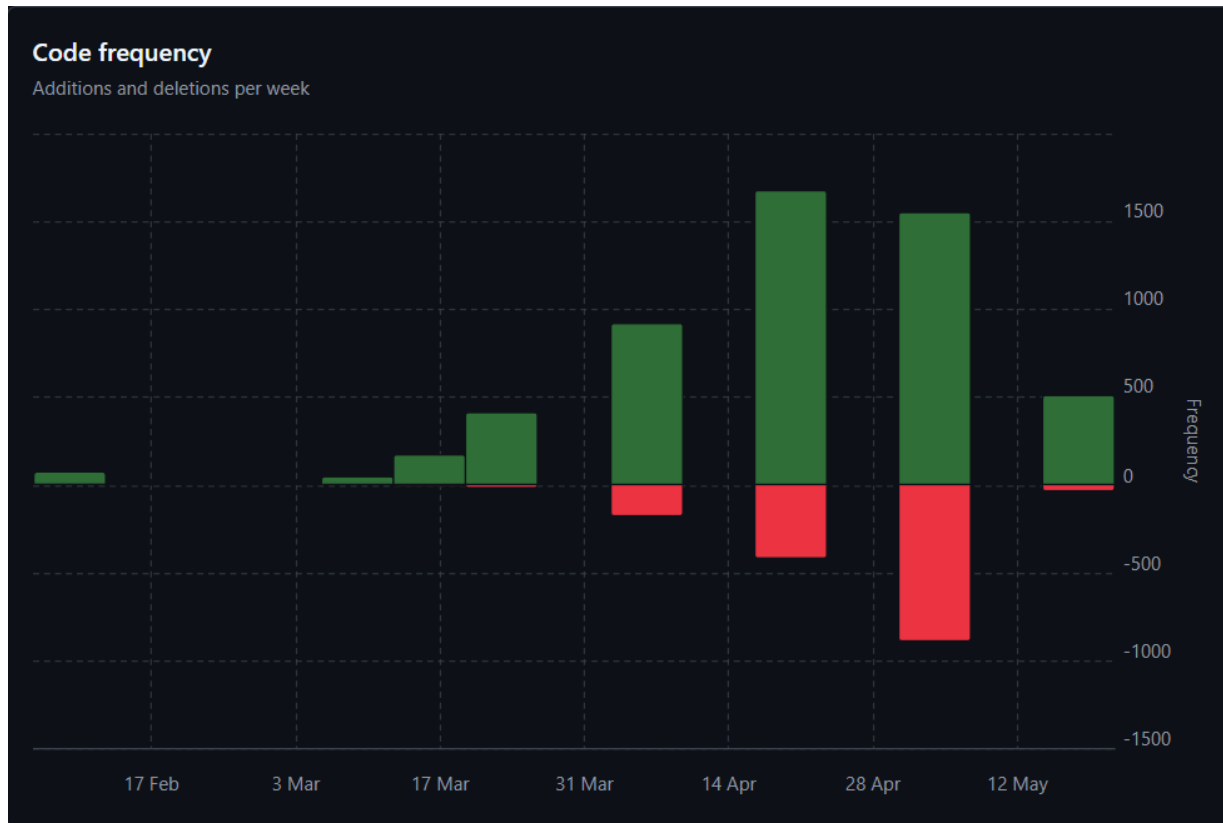 Code frequency
Additions and deletions per week
1500
1000
500
0
-500
-1000
-1500
Frequency
17 Feb
3 Mar
17 Mar
31 Mar
14 Apr
28 Apr
12 May